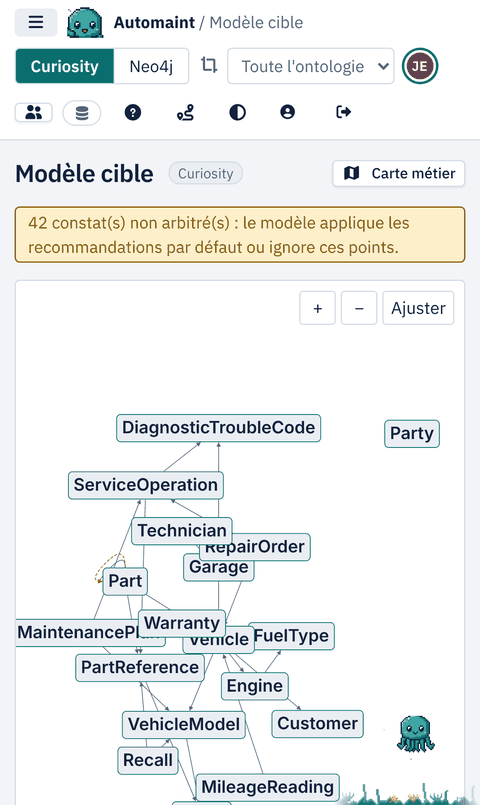 Automaint / Modèle cible
Curiosity
Neo4j
Toute l'ontologie
JE
Modèle cible
Curiosity
Carte métier
42 constat(s) non arbitré(s) : le modèle applique les
recommandations par défaut ou ignore ces points.
+
−
Ajuster
DiagnosticTroubleCode
Party
ServiceOperation
Technician
RepairOrder
Garage
Part
Warranty
Vehicle
FuelType
PartReference
Engine
VehicleModel
Customer
Recall
MileageReading